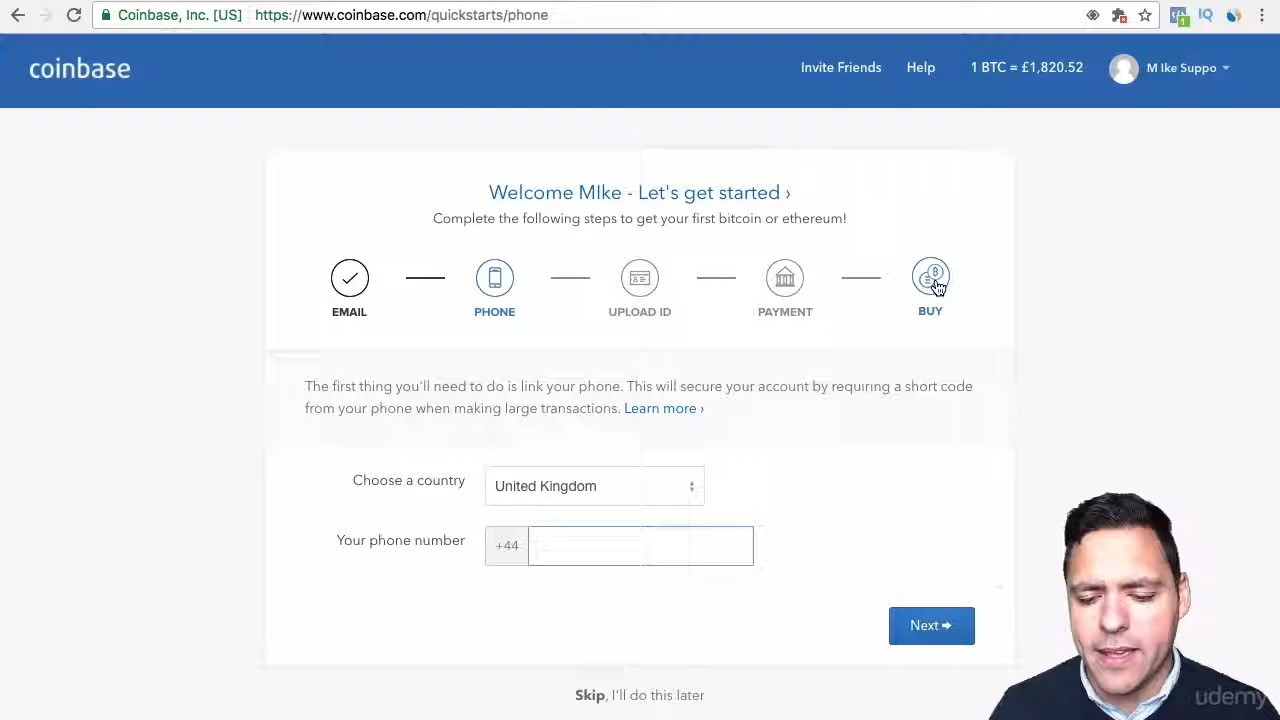 Coinbase, Inc. [US] https://www.coinbase.com/quickstarts/phone
1
IQ
coinbase
Invite Friends Help 1 BTC = £1,820.52 M Ike Suppo
Welcome MIke - Let's get started ›
Complete the following steps to get your first bitcoin or ethereum!
EMAIL PHONE UPLOAD ID PAYMENT BUY
The first thing you'll need to do is link your phone. This will secure your account by requiring a short code
from your phone when making large transactions. Learn more ›
Choose a country United Kingdom
Your phone number +44
Next
Skip, I'll do this later
udemy